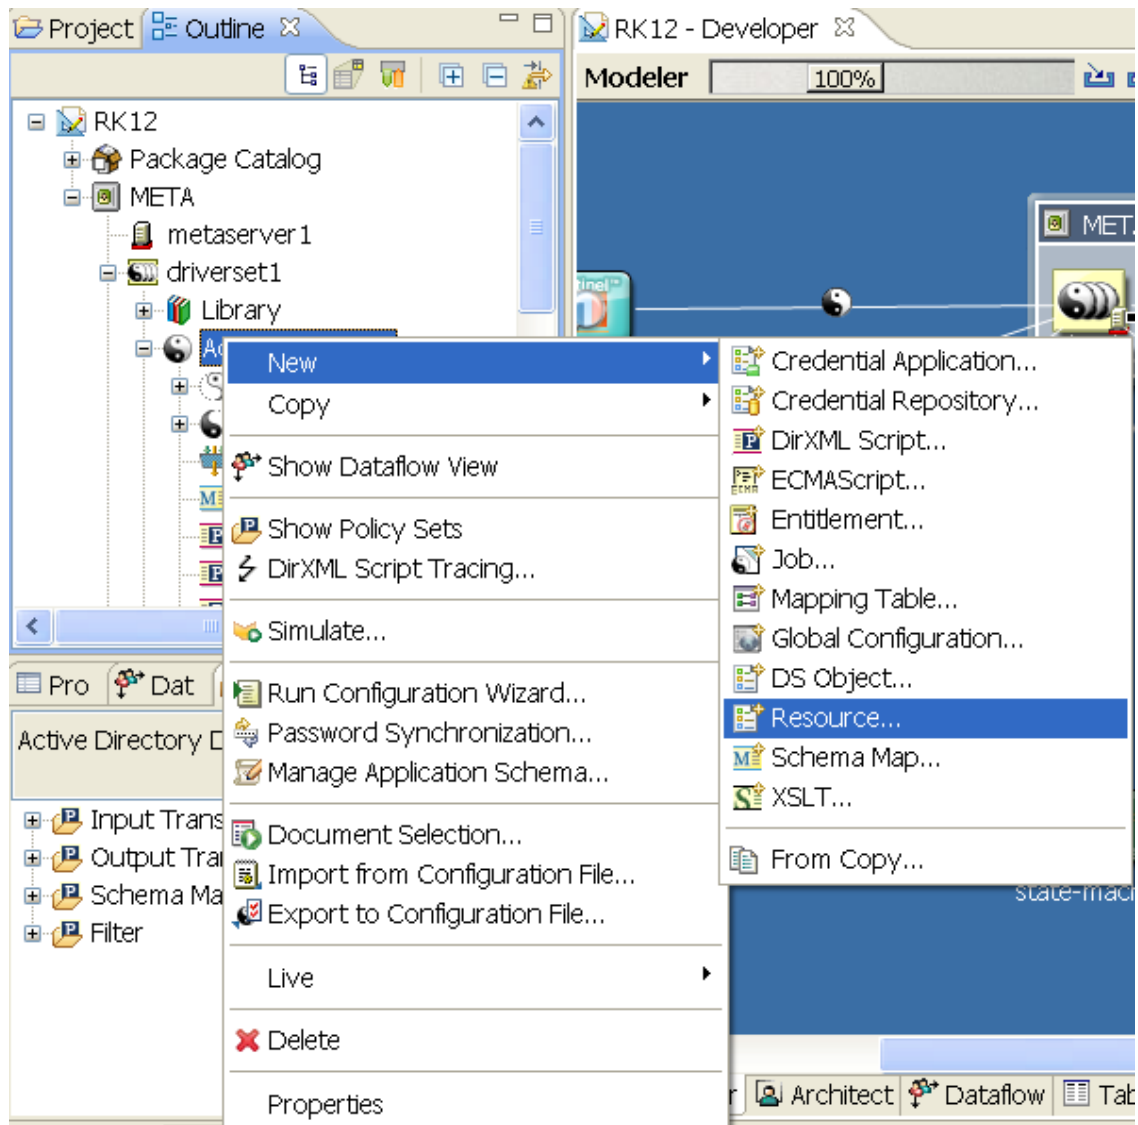 Project
Outline
RK12 - Developer
Modeler
100%
RK12
Package Catalog
META
metaserver1
driverset1
Library
New
Copy
Show Dataflow View
Show Policy Sets
DirXML Script Tracing...
Simulate...
Run Configuration Wizard...
Password Synchronization...
Manage Application Schema...
Document Selection...
Import from Configuration File...
Export to Configuration File...
Live
Delete
Properties
Credential Application...
Credential Repository...
DirXML Script...
ECMAScript...
Entitlement...
Job...
Mapping Table...
Global Configuration...
DS Object...
Resource...
Schema Map...
XSLT...
From Copy...
Pro
Dat
Active Directory D
Input Trans
Output Tra
Schema Ma
Filter
MET
state-mac
Architect
Dataflow
Tab